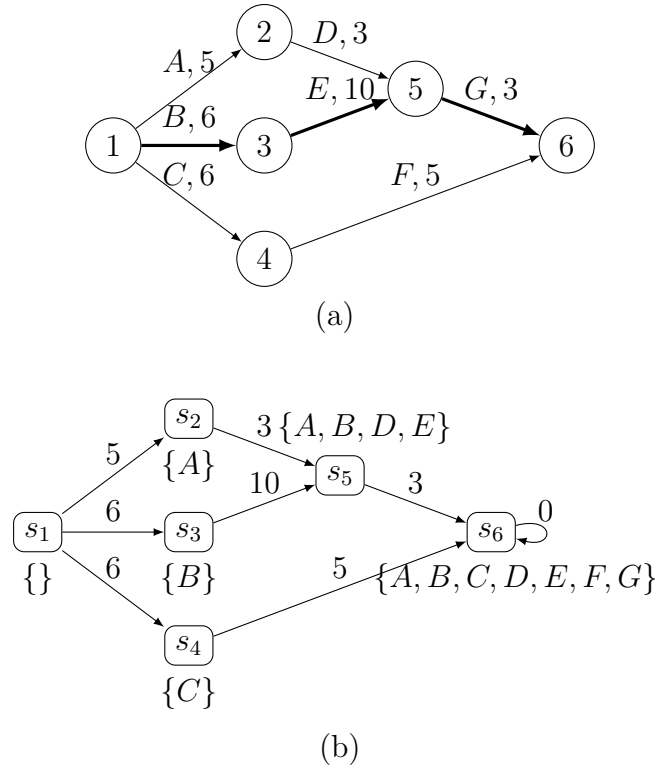 2
D, 3
A, 5
5
E, 10
G, 3
B, 6
1
3
6
C, 6
F, 5
4
(a)
s2
3 {A, B, D, E}
5
{A}
s5
10
3
6
0
s1
s3
s6
{}
6
{B}
5
{A, B, C, D, E, F, G}
s4
{C}
(b)